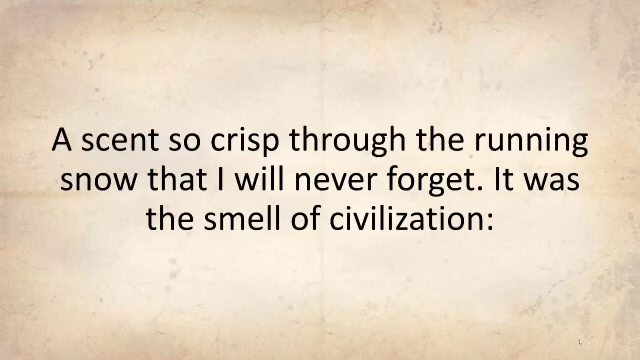 A scent so crisp through the running
snow that I will never forget. It was
the smell of civilization: